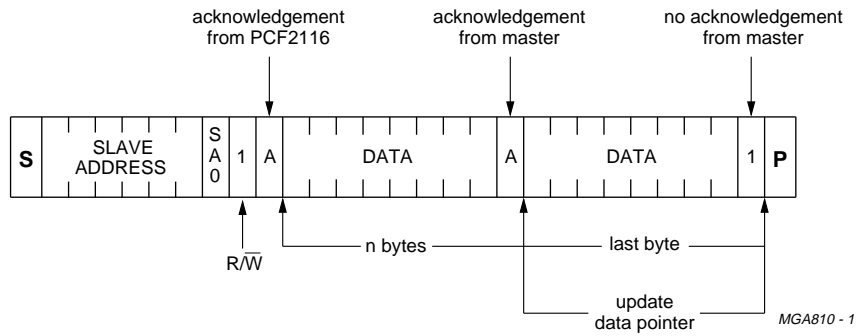 acknowledgement
from PCF2116
acknowledgement
from master
no acknowledgement
from master
S
SLAVE
ADDRESS
S
A
0
1
A
DATA
A
DATA
1
P
R/W̅
n bytes
last byte
update
data pointer
MGA810 - 1